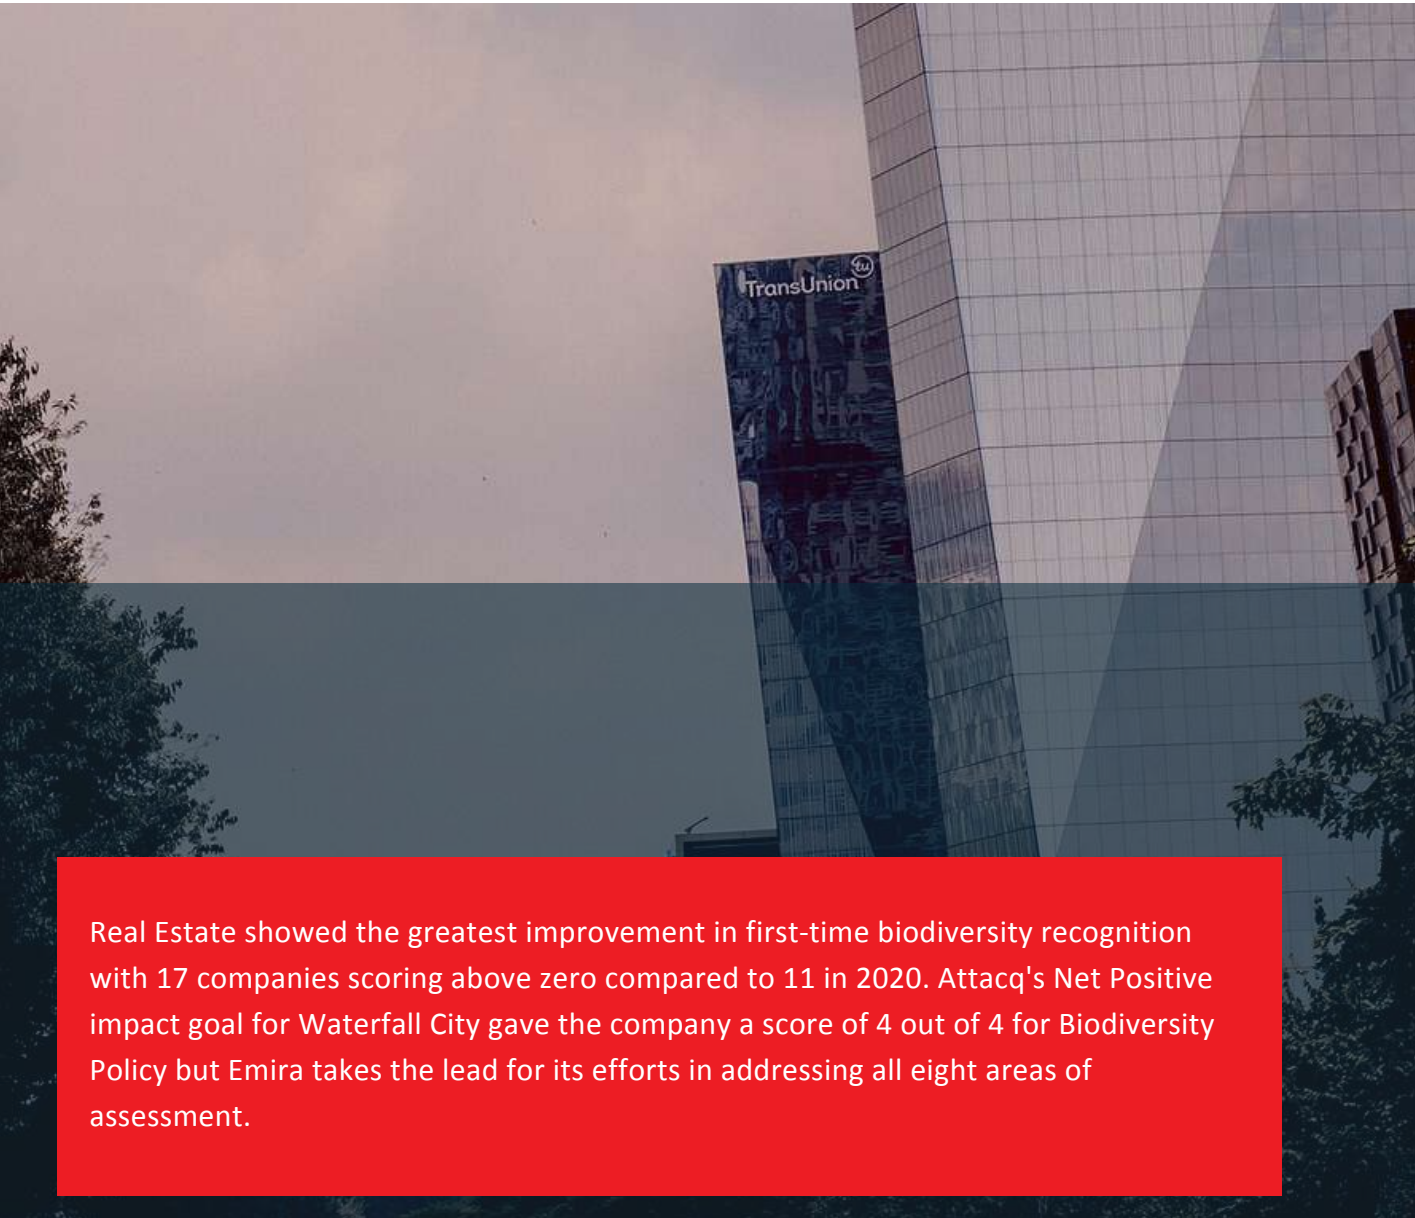 tu
TransUnion
Real Estate showed the greatest improvement in first-time biodiversity recognition
with 17 companies scoring above zero compared to 11 in 2020. Attacq's Net Positive
impact goal for Waterfall City gave the company a score of 4 out of 4 for Biodiversity
Policy but Emira takes the lead for its efforts in addressing all eight areas of
assessment.